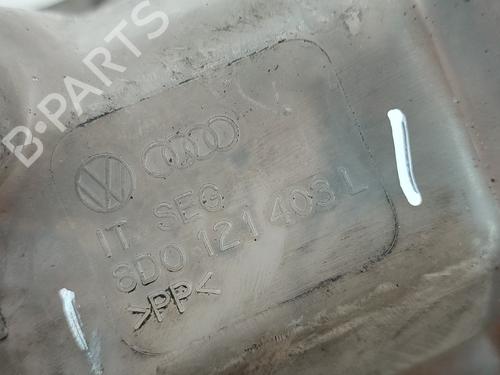 B-PARTS
IT SEG
8D0 121 403 L
>PP<